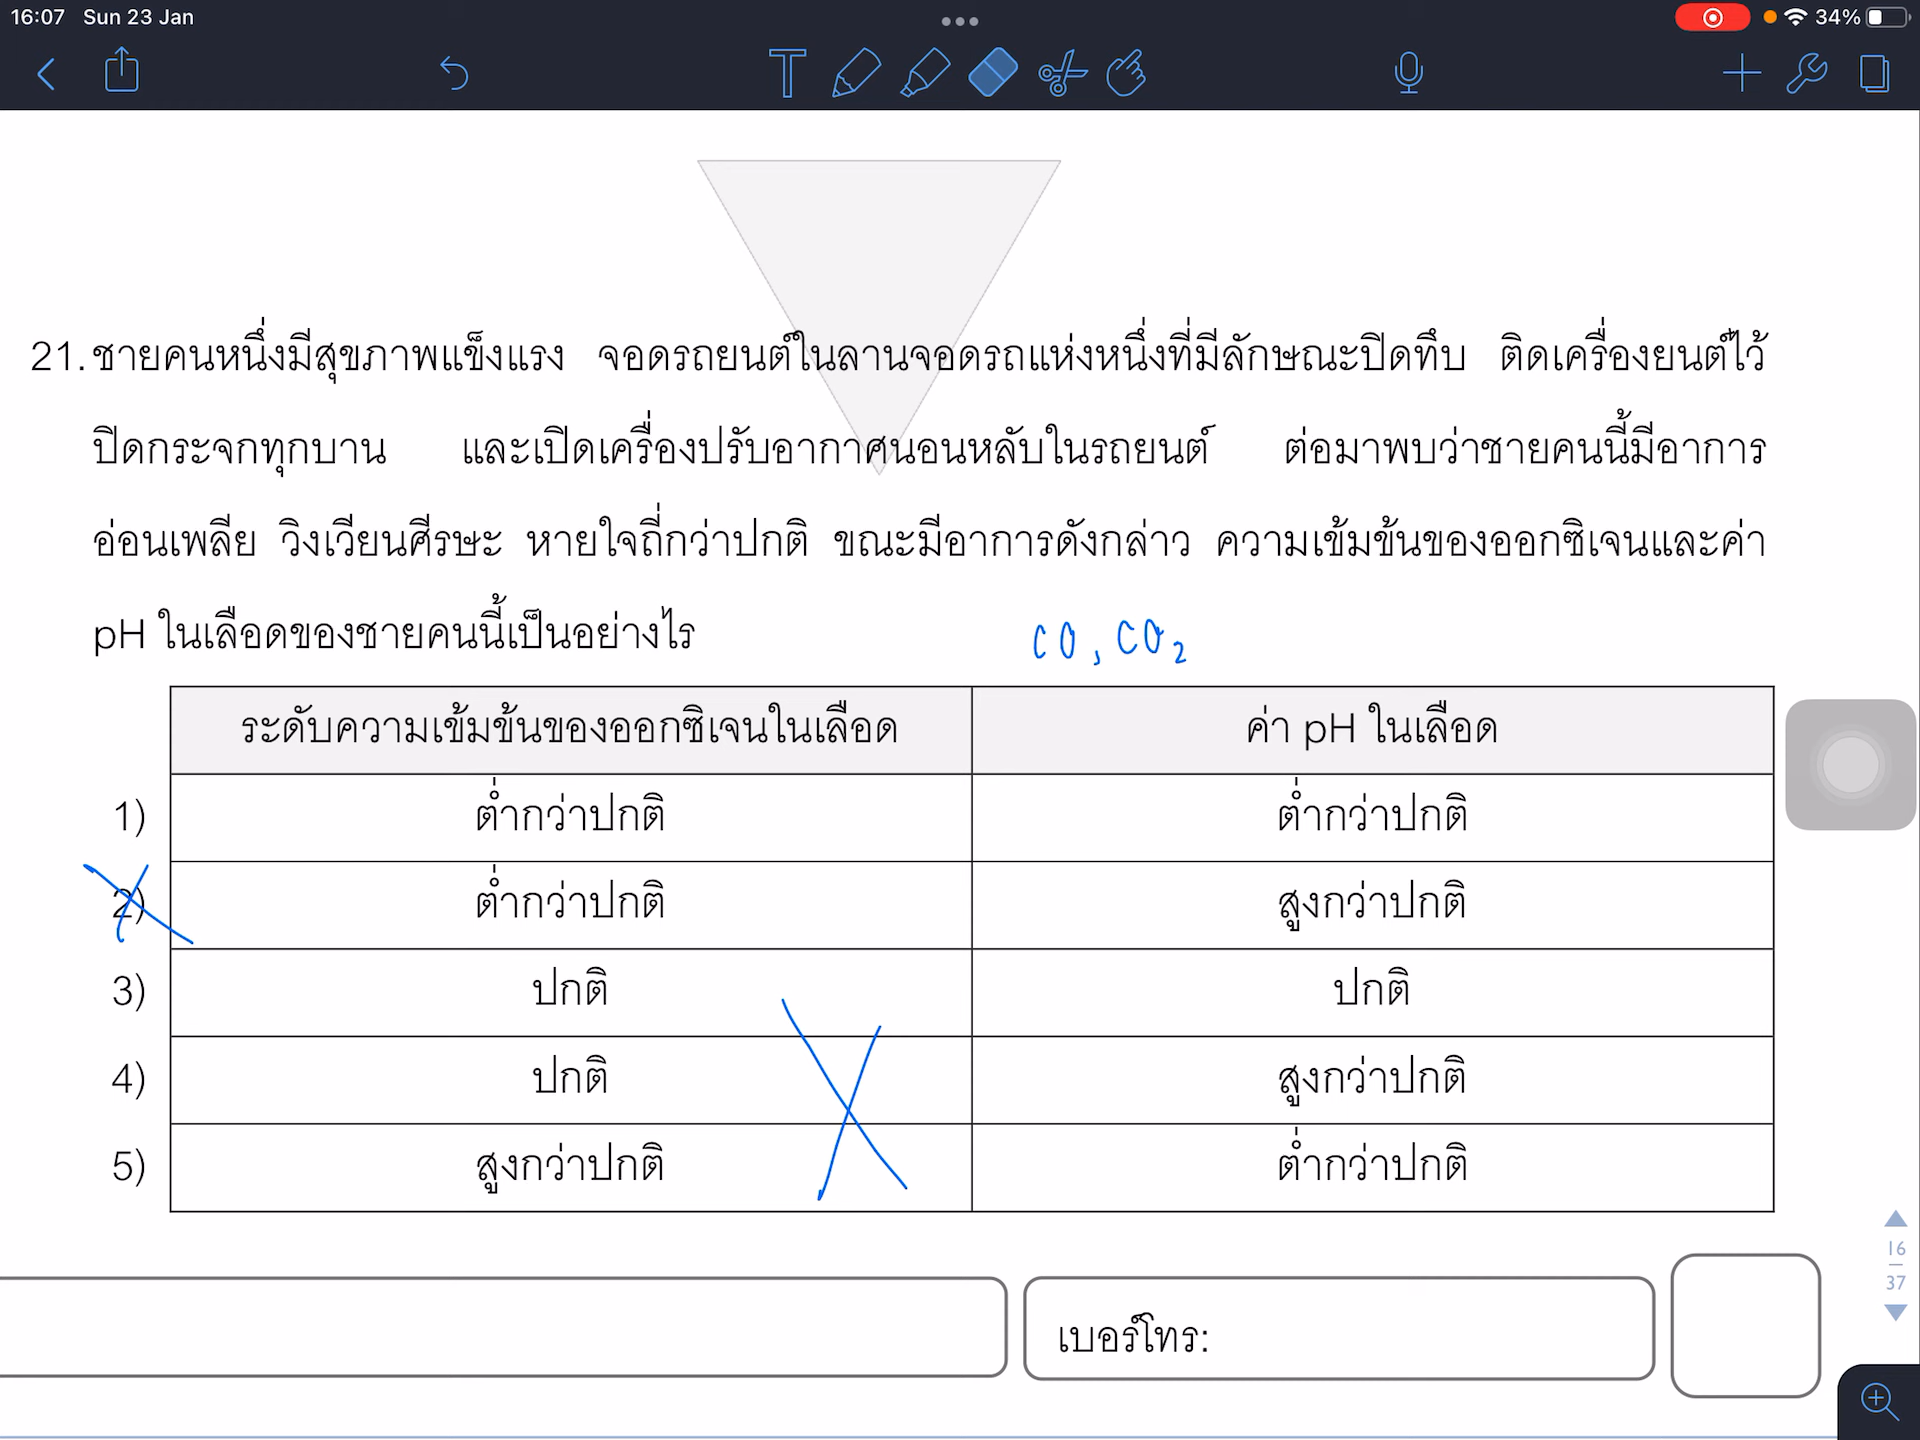 16:07 Sun 23 Jan
34%
21. ชายคนหนึ่งมีสุขภาพแข็งแรง จอดรถยนต์ในลานจอดรถแห่งหนึ่งที่มีลักษณะปิดทึบ ติดเครื่องยนต์ไว้
ปิดกระจกทุกบาน และเปิดเครื่องปรับอากาศนอนหลับในรถยนต์ ต่อมาพบว่าชายคนนี้มีอาการ
อ่อนเพลีย วิงเวียนศีรษะ หายใจถี่กว่าปกติ ขณะมีอาการดังกล่าว ความเข้มข้นของออกซิเจนและค่า
pH ในเลือดของชายคนนี้เป็นอย่างไร
CO, CO₂
ระดับความเข้มข้นของออกซิเจนในเลือด ค่า pH ในเลือด
1) ต่ำกว่าปกติ ต่ำกว่าปกติ
2) ต่ำกว่าปกติ สูงกว่าปกติ
3) ปกติ ปกติ
4) ปกติ สูงกว่าปกติ
5) สูงกว่าปกติ ต่ำกว่าปกติ
16
37
เบอร์โทร: